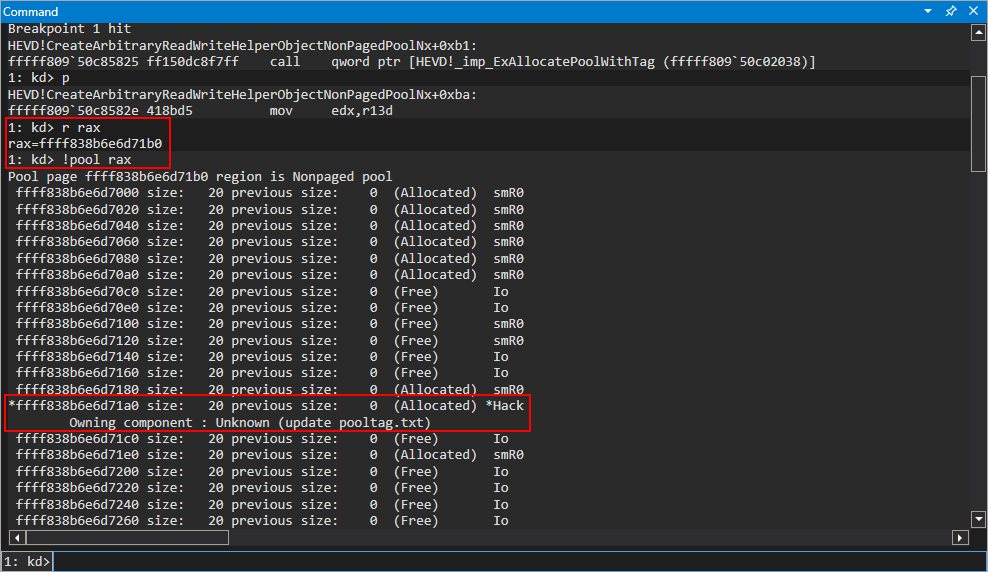 Command
Breakpoint 1 hit
HEVD!CreateArbitraryReadWriteHelperObjectNonPagedPoolNx+0xb1:
fffff809`50c85825 ff150dc8f7ff    call    qword ptr [HEVD!_imp_ExAllocatePoolWithTag (fffff809`50c02038)]
1: kd> p
HEVD!CreateArbitraryReadWriteHelperObjectNonPagedPoolNx+0xba:
fffff809`50c8582e 418bd5          mov     edx,r13d
1: kd> r rax
rax=ffff838b6e6d71b0
1: kd> !pool rax
Pool page ffff838b6e6d71b0 region is Nonpaged pool
 ffff838b6e6d7000 size:   20 previous size:    0  (Allocated)  smR0
 ffff838b6e6d7020 size:   20 previous size:    0  (Allocated)  smR0
 ffff838b6e6d7040 size:   20 previous size:    0  (Allocated)  smR0
 ffff838b6e6d7060 size:   20 previous size:    0  (Allocated)  smR0
 ffff838b6e6d7080 size:   20 previous size:    0  (Allocated)  smR0
 ffff838b6e6d70a0 size:   20 previous size:    0  (Allocated)  smR0
 ffff838b6e6d70c0 size:   20 previous size:    0  (Free)       Io
 ffff838b6e6d70e0 size:   20 previous size:    0  (Free)       Io
 ffff838b6e6d7100 size:   20 previous size:    0  (Free)       smR0
 ffff838b6e6d7120 size:   20 previous size:    0  (Free)       smR0
 ffff838b6e6d7140 size:   20 previous size:    0  (Free)       Io
 ffff838b6e6d7160 size:   20 previous size:    0  (Free)       Io
 ffff838b6e6d7180 size:   20 previous size:    0  (Allocated)  smR0
*ffff838b6e6d71a0 size:   20 previous size:    0  (Allocated) *Hack
        Owning component : Unknown (update pooltag.txt)
 ffff838b6e6d71c0 size:   20 previous size:    0  (Free)       Io
 ffff838b6e6d71e0 size:   20 previous size:    0  (Allocated)  smR0
 ffff838b6e6d7200 size:   20 previous size:    0  (Free)       Io
 ffff838b6e6d7220 size:   20 previous size:    0  (Free)       Io
 ffff838b6e6d7240 size:   20 previous size:    0  (Free)       Io
 ffff838b6e6d7260 size:   20 previous size:    0  (Free)       Io
1: kd>